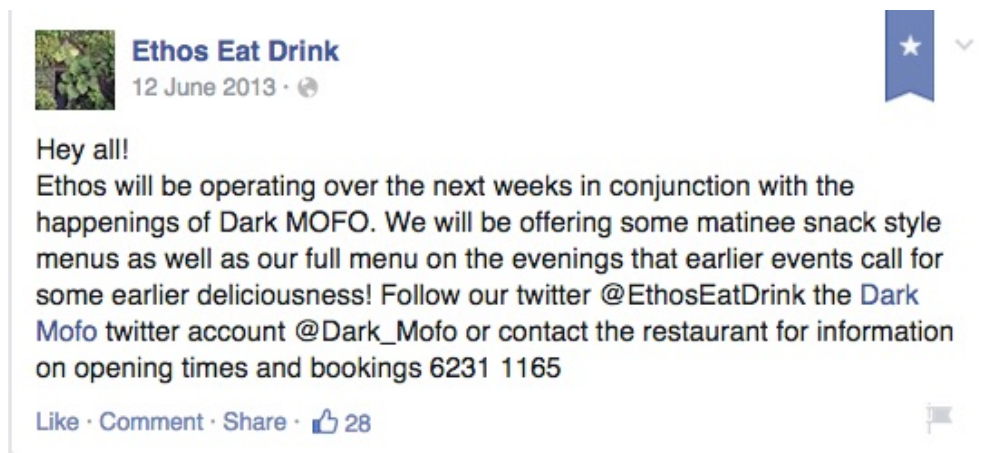 Ethos Eat Drink
12 June 2013 ·
Hey all!
Ethos will be operating over the next weeks in conjunction with the
happenings of Dark MOFO. We will be offering some matinee snack style
menus as well as our full menu on the evenings that earlier events call for
some earlier deliciousness! Follow our twitter @EthosEatDrink the Dark
Mofo twitter account @Dark_Mofo or contact the restaurant for information
on opening times and bookings 6231 1165
Like · Comment · Share · 28